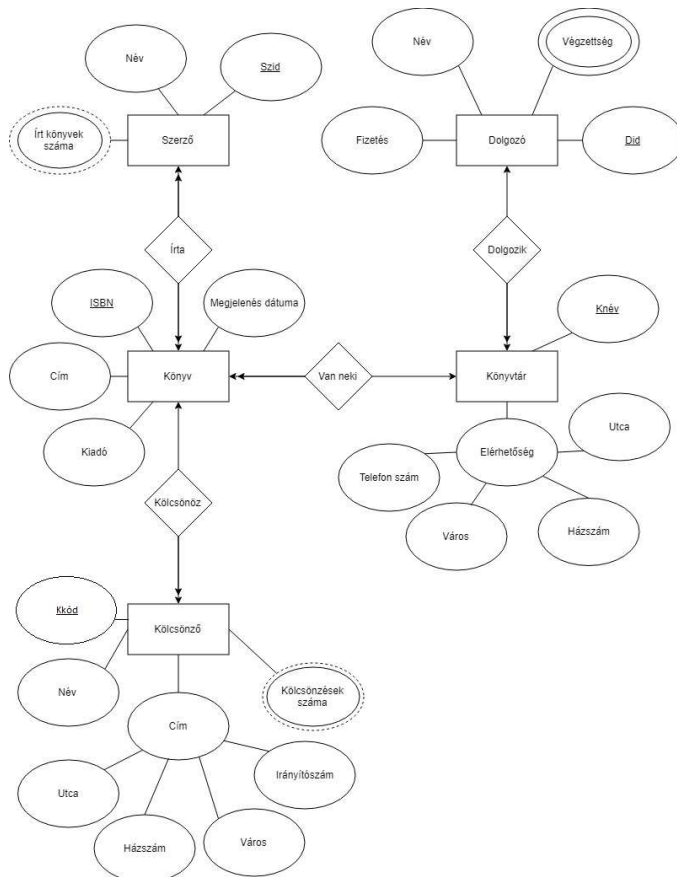 Név
Szid
Írt könyvek
száma
Szerző
Név
Végzettség
Fizetés
Dolgozó
Did
Írta
Dolgozik
ISBN
Megjelenés dátuma
Knév
Cím
Könyv
Van neki
Könyvtár
Kiadó
Elérhetőség
Utca
Telefon szám
Város
Házszám
Kölcsönöz
Kkód
Kölcsönző
Név
Kölcsönzések
száma
Cím
Irányítószám
Utca
Házszám
Város